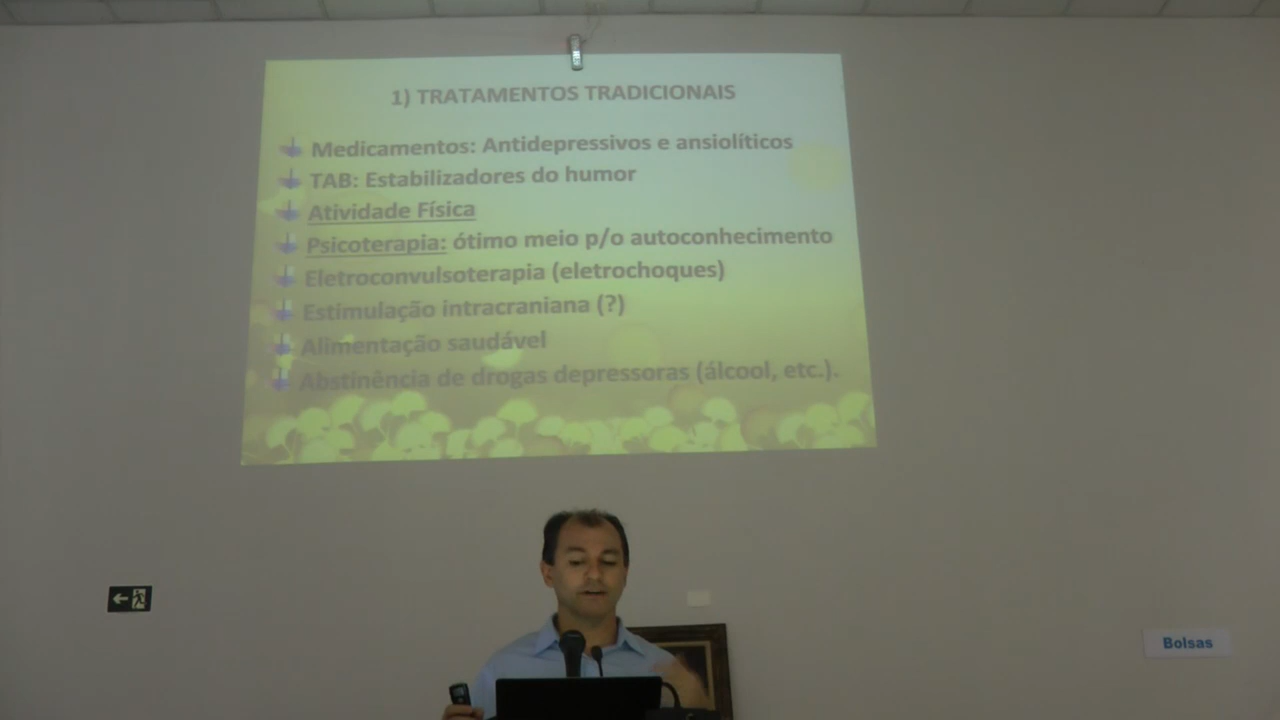 1) TRATAMENTOS TRADICIONAIS
Medicamentos: Antidepressivos e ansiolíticos
TAB: Estabilizadores do humor
Atividade Física
Psicoterapia: ótimo meio p/o autoconhecimento
Eletroconvulsoterapia (eletrochoques)
Estimulação intracraniana (?)
Alimentação saudável
Abstinência de drogas depressoras (álcool, etc.).
Bolsas